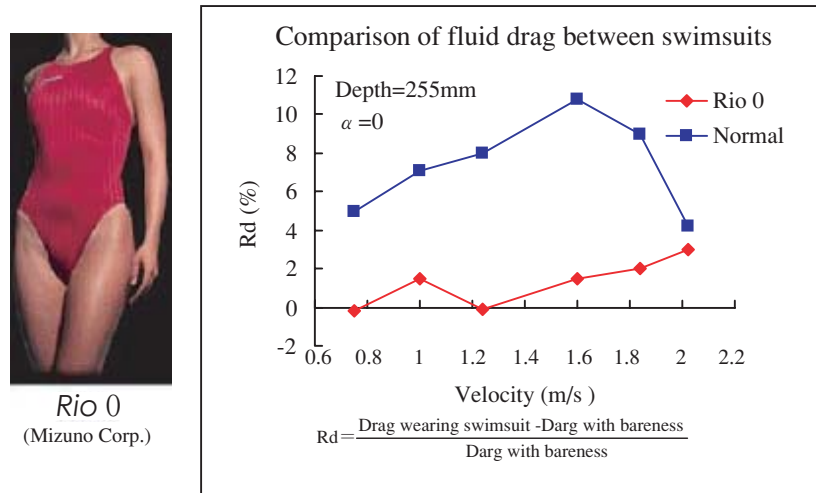 Rio 0
(Mizuno Corp.)
Comparison of fluid drag between swimsuits
Depth=255mm
α=0
Rio 0
Normal
Rd (%)
12
10
8
6
4
2
0
-2
0.6 0.8 1 1.2 1.4 1.6 1.8 2 2.2
Velocity (m/s )
Rd= Drag wearing swimsuit -Darg with bareness
Darg with bareness